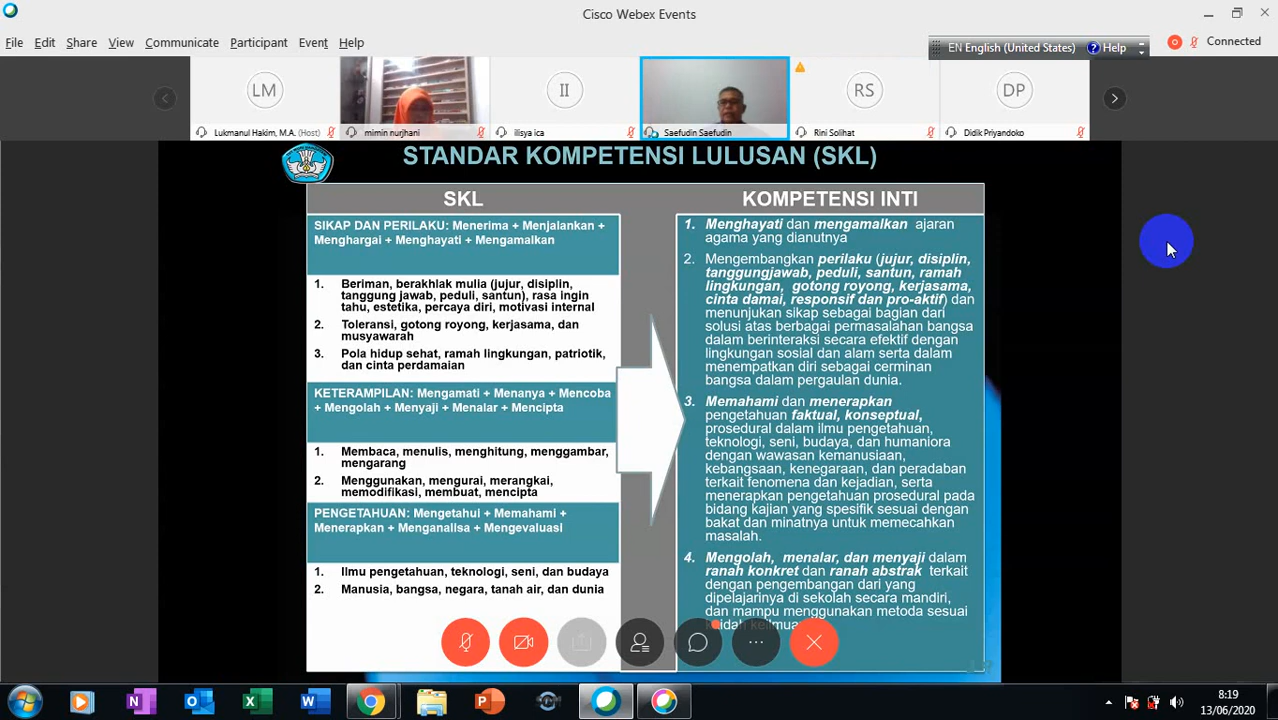 Cisco Webex Events
File Edit Share View Communicate Participant Event Help
EN English (United States) Help
Connected
LM
II
RS
DP
Lukmanul Hakim, M.A. (Host)
mimin nurjhani
ilisya ica
Saefudin Saefudin
Rini Solihat
Didik Priyandoko
STANDAR KOMPETENSI LULUSAN (SKL)
SKL
SIKAP DAN PERILAKU: Menerima + Menjalankan +
Menghargai + Menghayati + Mengamalkan
1. Beriman, berakhlak mulia (jujur, disiplin,
tanggung jawab, peduli, santun), rasa ingin
tahu, estetika, percaya diri, motivasi internal
2. Toleransi, gotong royong, kerjasama, dan
musyawarah
3. Pola hidup sehat, ramah lingkungan, patriotik,
dan cinta perdamaian
KETERAMPILAN: Mengamati + Menanya + Mencoba
+ Mengolah + Menyaji + Menalar + Mencipta
1. Membaca, menulis, menghitung, menggambar,
mengarang
2. Menggunakan, mengurai, merangkai,
memodifikasi, membuat, mencipta
PENGETAHUAN: Mengetahui + Memahami +
Menerapkan + Menganalisa + Mengevaluasi
1. Ilmu pengetahuan, teknologi, seni, dan budaya
2. Manusia, bangsa, negara, tanah air, dan dunia
KOMPETENSI INTI
1. Menghayati dan mengamalkan ajaran
agama yang dianutnya
2. Mengembangkan perilaku (jujur, disiplin,
tanggungjawab, peduli, santun, ramah
lingkungan, gotong royong, kerjasama,
cinta damai, responsif dan pro-aktif) dan
menunjukan sikap sebagai bagian dari
solusi atas berbagai permasalahan bangsa
dalam berinteraksi secara efektif dengan
lingkungan sosial dan alam serta dalam
menempatkan diri sebagai cerminan
bangsa dalam pergaulan dunia.
3. Memahami dan menerapkan
pengetahuan faktual, konseptual,
prosedural dalam ilmu pengetahuan,
teknologi, seni, budaya, dan humaniora
dengan wawasan kemanusiaan,
kebangsaan, kenegaraan, dan peradaban
terkait fenomena dan kejadian, serta
menerapkan pengetahuan prosedural pada
bidang kajian yang spesifik sesuai dengan
bakat dan minatnya untuk memecahkan
masalah.
4. Mengolah, menalar, dan menyaji dalam
ranah konkret dan ranah abstrak terkait
dengan pengembangan dari yang
dipelajarinya di sekolah secara mandiri,
dan mampu menggunakan metoda sesuai
8:19
13/06/2020